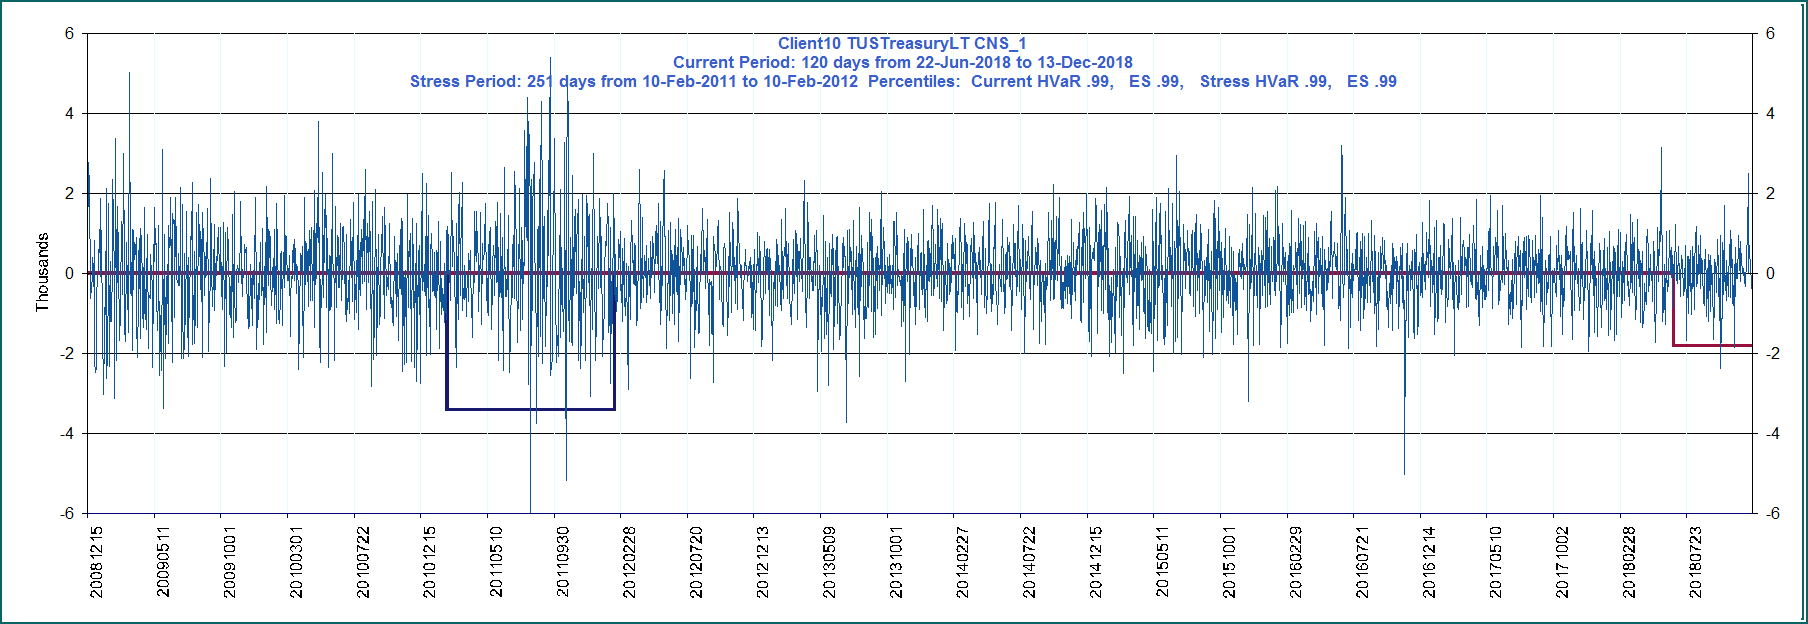 Client10 TUSTreasuryLT CNS_1
Current Period: 120 days from 22-Jun-2018 to 13-Dec-2018
Stress Period: 251 days from 10-Feb-2011 to 10-Feb-2012 Percentiles: Current HVaR .99, ES .99, Stress HVaR .99, ES .99
6 6
4 4
2 2
0 0
-2 -2
-4 -4
-6 -6
Thousands
20081215 20090511 20091001 20100301 20100722 20101215 20110510 20110930 20120228 20120720 20121213 20130509 20131001 20140227 20140722 20141215 20150511 20151001 20160229 20160721 20161214 20170510 20171002 20180228 20180723